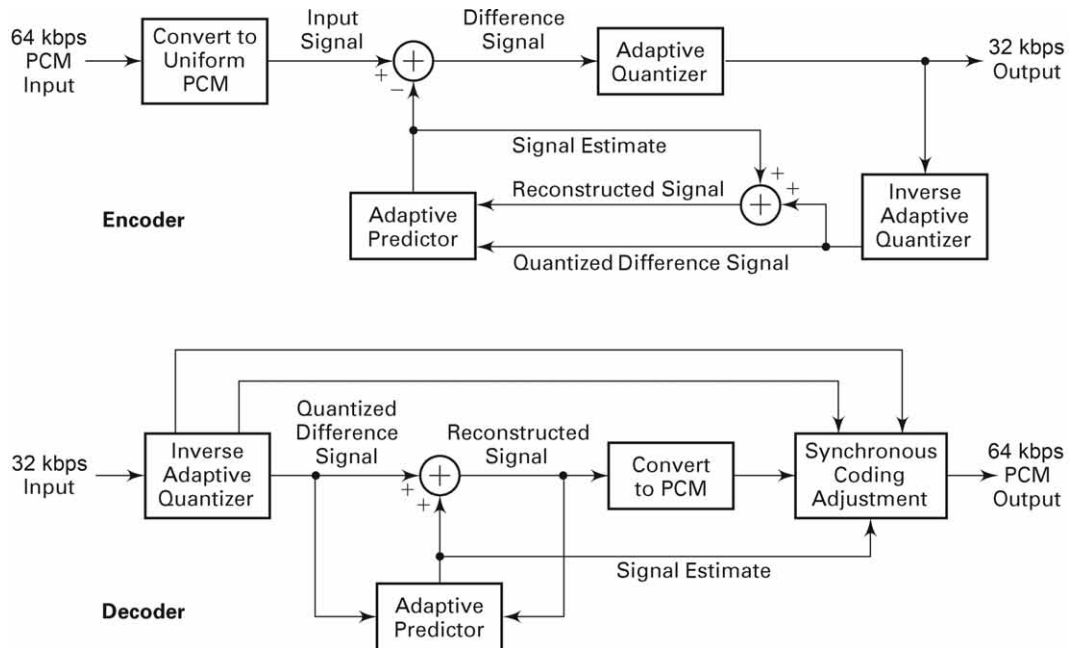 64 kbps
PCM
Input
Convert to
Uniform
PCM
Input
Signal
+
−
+
Difference
Signal
Adaptive
Quantizer
32 kbps
Output
Signal Estimate
Reconstructed Signal
+
+
+
Adaptive
Predictor
Inverse
Adaptive
Quantizer
Quantized Difference Signal
Encoder
32 kbps
Input
Inverse
Adaptive
Quantizer
Quantized
Difference
Signal
+
+
+
Reconstructed
Signal
Convert
to PCM
Synchronous
Coding
Adjustment
64 kbps
PCM
Output
Signal Estimate
Adaptive
Predictor
Decoder